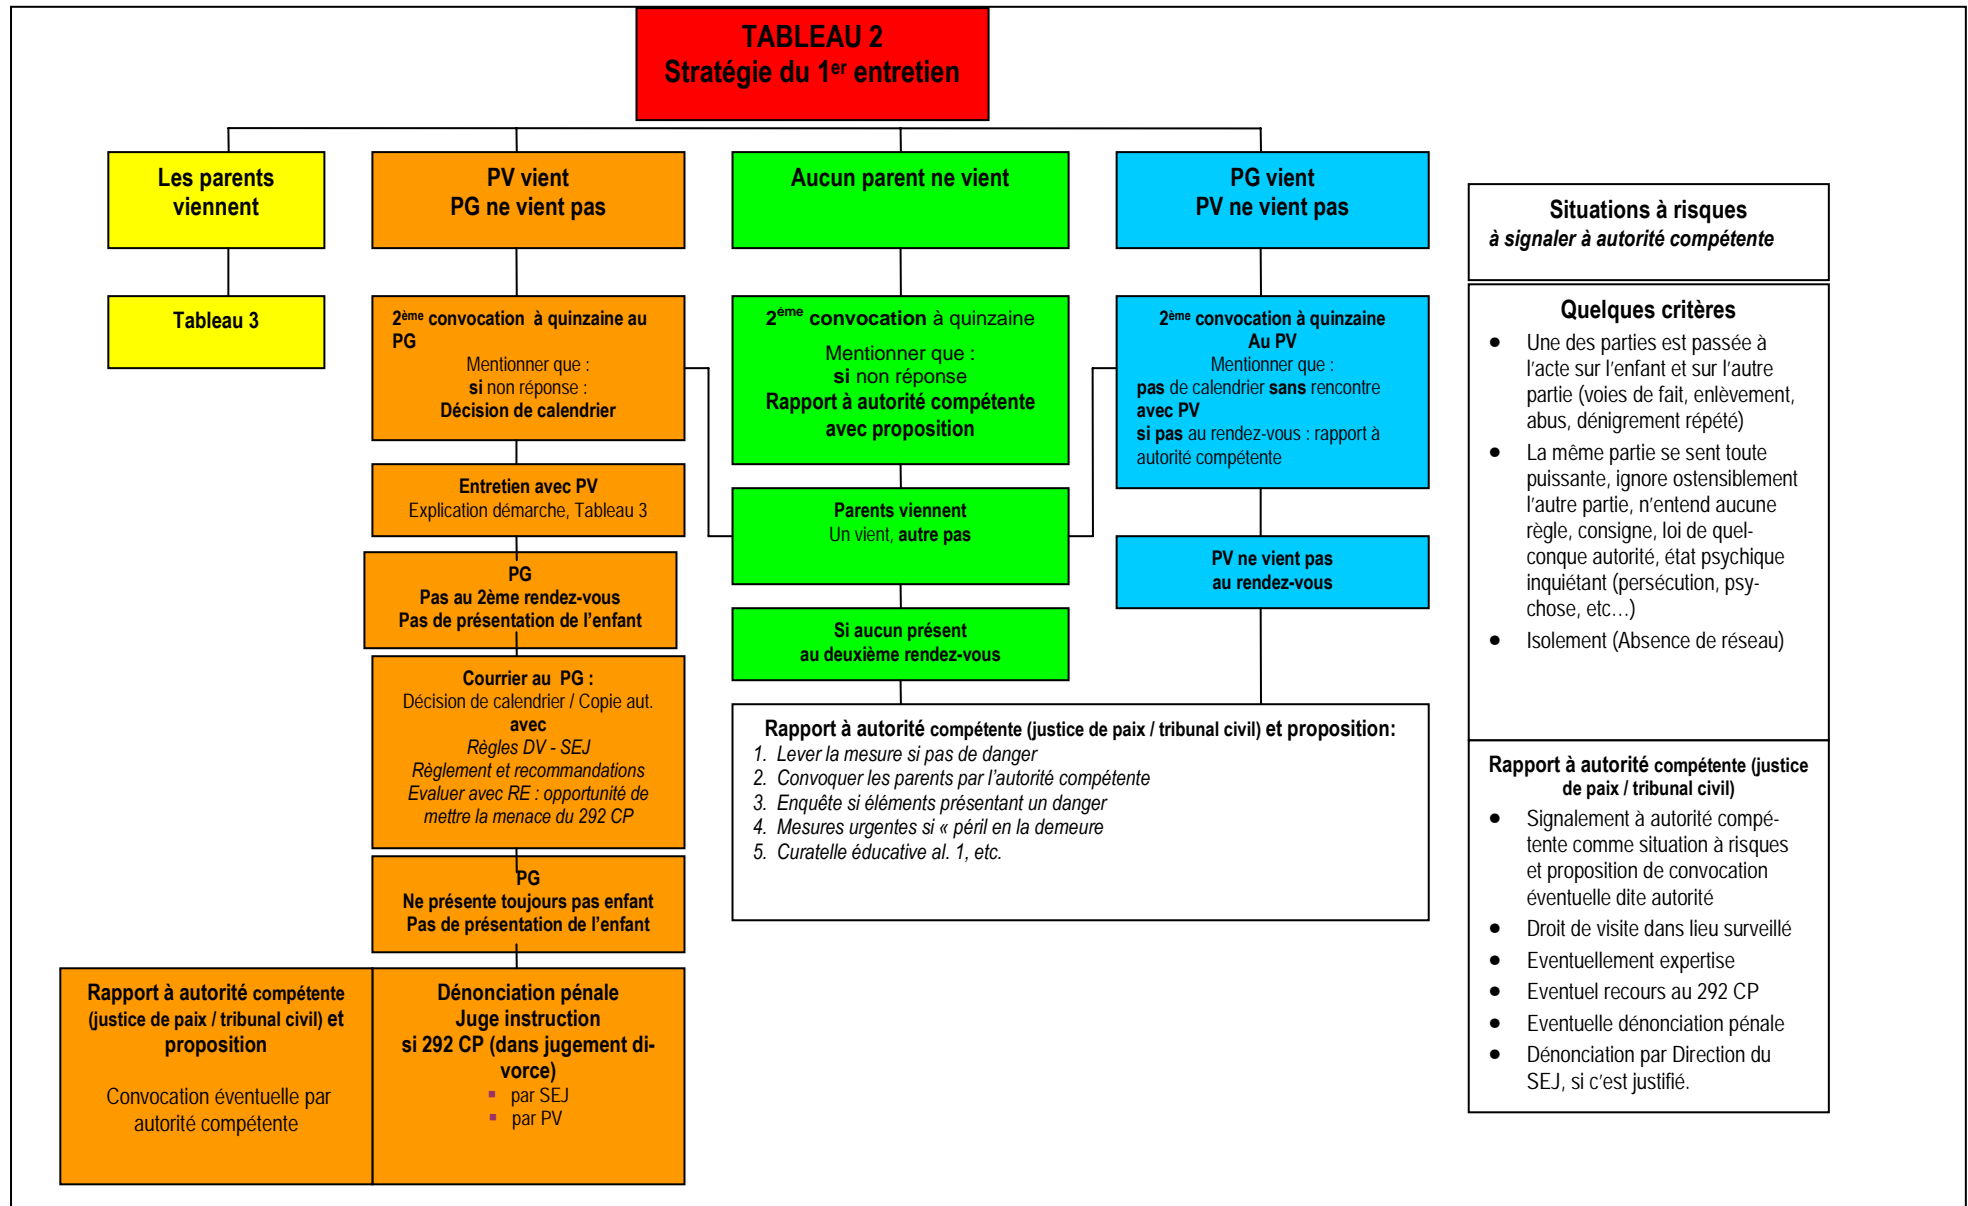 TABLEAU 2
Stratégie du 1er entretien
Les parents
viennent
Tableau 3
PV vient
PG ne vient pas
2ème convocation à quinzaine au
PG
Mentionner que :
si non réponse :
Décision de calendrier
Entretien avec PV
Explication démarche, Tableau 3
PG
Pas au 2ème rendez-vous
Pas de présentation de l'enfant
Courrier au PG :
Décision de calendrier / Copie aut.
avec
Règles DV - SEJ
Règlement et recommandations
Evaluer avec RE : opportunité de
mettre la menace du 292 CP
PG
Ne présente toujours pas enfant
Pas de présentation de l'enfant
Rapport à autorité compétente
(justice de paix / tribunal civil) et
proposition
Convocation éventuelle par
autorité compétente
Dénonciation pénale
Juge instruction
si 292 CP (dans jugement di-
vorce)
▪ par SEJ
▪ par PV
Aucun parent ne vient
2ème convocation à quinzaine
Mentionner que :
si non réponse
Rapport à autorité compétente
avec proposition
Parents viennent
Un vient, autre pas
Si aucun présent
au deuxième rendez-vous
PG vient
PV ne vient pas
2ème convocation à quinzaine
Au PV
Mentionner que :
pas de calendrier sans rencontre
avec PV
si pas au rendez-vous : rapport à
autorité compétente
PV ne vient pas
au rendez-vous
Rapport à autorité compétente (justice de paix / tribunal civil) et proposition:
1. Lever la mesure si pas de danger
2. Convoquer les parents par l'autorité compétente
3. Enquête si éléments présentant un danger
4. Mesures urgentes si « péril en la demeure
5. Curatelle éducative al. 1, etc.
Situations à risques
à signaler à autorité compétente
Quelques critères
• Une des parties est passée à
l'acte sur l'enfant et sur l'autre
partie (voies de fait, enlèvement,
abus, dénigrement répété)
• La même partie se sent toute
puissante, ignore ostensiblement
l'autre partie, n'entend aucune
règle, consigne, loi de quel-
conque autorité, état psychique
inquiétant (persécution, psy-
chose, etc…)
• Isolement (Absence de réseau)
Rapport à autorité compétente (justice
de paix / tribunal civil)
• Signalement à autorité compé-
tente comme situation à risques
et proposition de convocation
éventuelle dite autorité
• Droit de visite dans lieu surveillé
• Eventuellement expertise
• Eventuel recours au 292 CP
• Eventuelle dénonciation pénale
• Dénonciation par Direction du
SEJ, si c'est justifié.